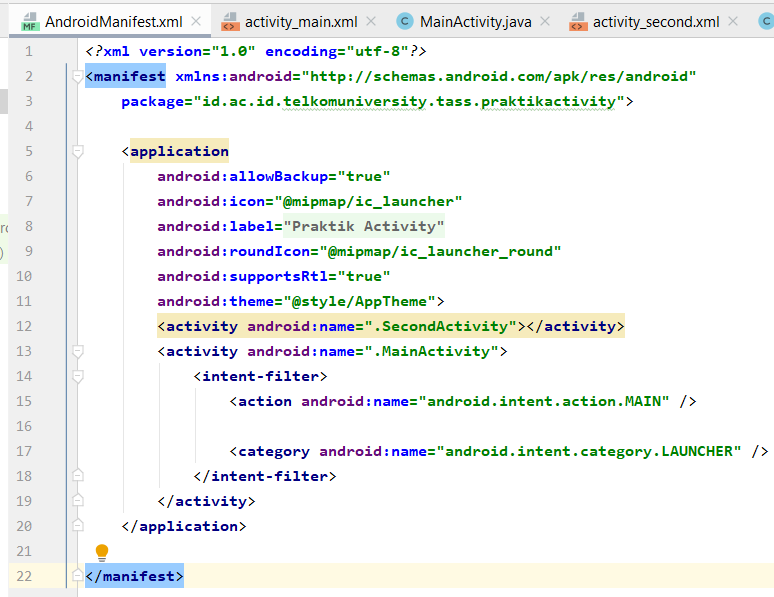 AndroidManifest.xml activity_main.xml MainActivity.java activity_second.xml
1 <?xml version="1.0" encoding="utf-8"?>
2 <manifest xmlns:android="http://schemas.android.com/apk/res/android"
3 package="id.ac.id.telkomuniversity.tass.praktikactivity">
4
5 <application
6 android:allowBackup="true"
7 android:icon="@mipmap/ic_launcher"
8 android:label="Praktik Activity"
9 android:roundIcon="@mipmap/ic_launcher_round"
10 android:supportsRtl="true"
11 android:theme="@style/AppTheme">
12 <activity android:name=".SecondActivity"></activity>
13 <activity android:name=".MainActivity">
14 <intent-filter>
15 <action android:name="android.intent.action.MAIN" />
16
17 <category android:name="android.intent.category.LAUNCHER" />
18 </intent-filter>
19 </activity>
20 </application>
21
22 </manifest>